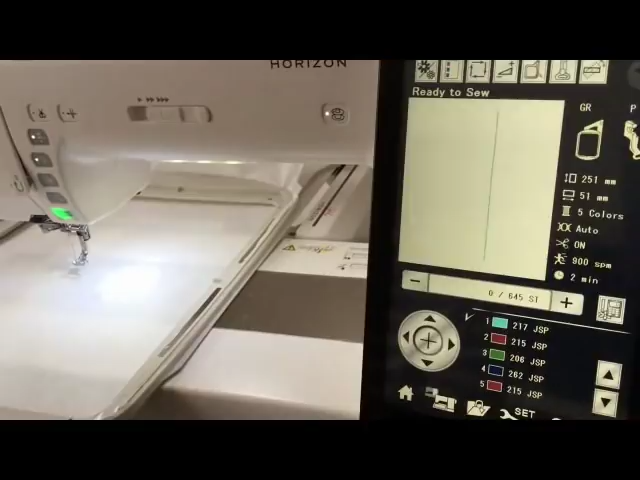 HORIZON
Ready to Sew
GR
P
251 mm
51 mm
5 Colors
Auto
ON
900 spm
2 min
0 / 645 ST
1 217 JSP
2 215 JSP
3 206 JSP
4 262 JSP
5 215 JSP
SET